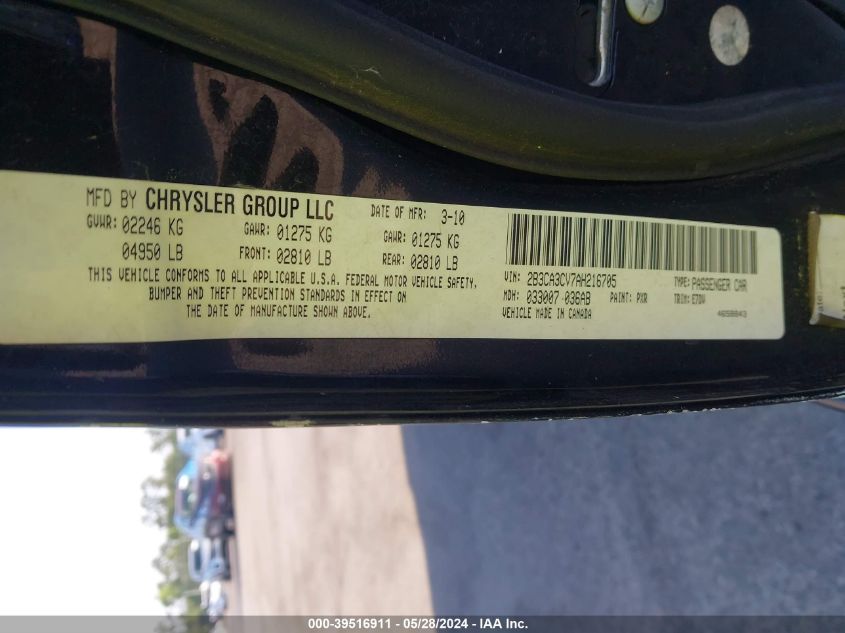 MFD BY CHRYSLER GROUP LLC DATE OF MFR: 3-10
GVWR: 02246 KG GAWR: 01275 KG GAWR: 01275 KG
04950 LB FRONT: 02810 LB REAR: 02810 LB
THIS VEHICLE CONFORMS TO ALL APPLICABLE U.S.A. FEDERAL MOTOR VEHICLE SAFETY,
BUMPER AND THEFT PREVENTION STANDARDS IN EFFECT ON
THE DATE OF MANUFACTURE SHOWN ABOVE.
VIN: 2B3CA3CV7AH216705 TYPE: PASSENGER CAR
MDH: 033007-036AB PAINT: PXR TRIM: E7DV
VEHICLE MADE IN CANADA 4658843
000-39516911 - 05/28/2024 - IAA Inc.